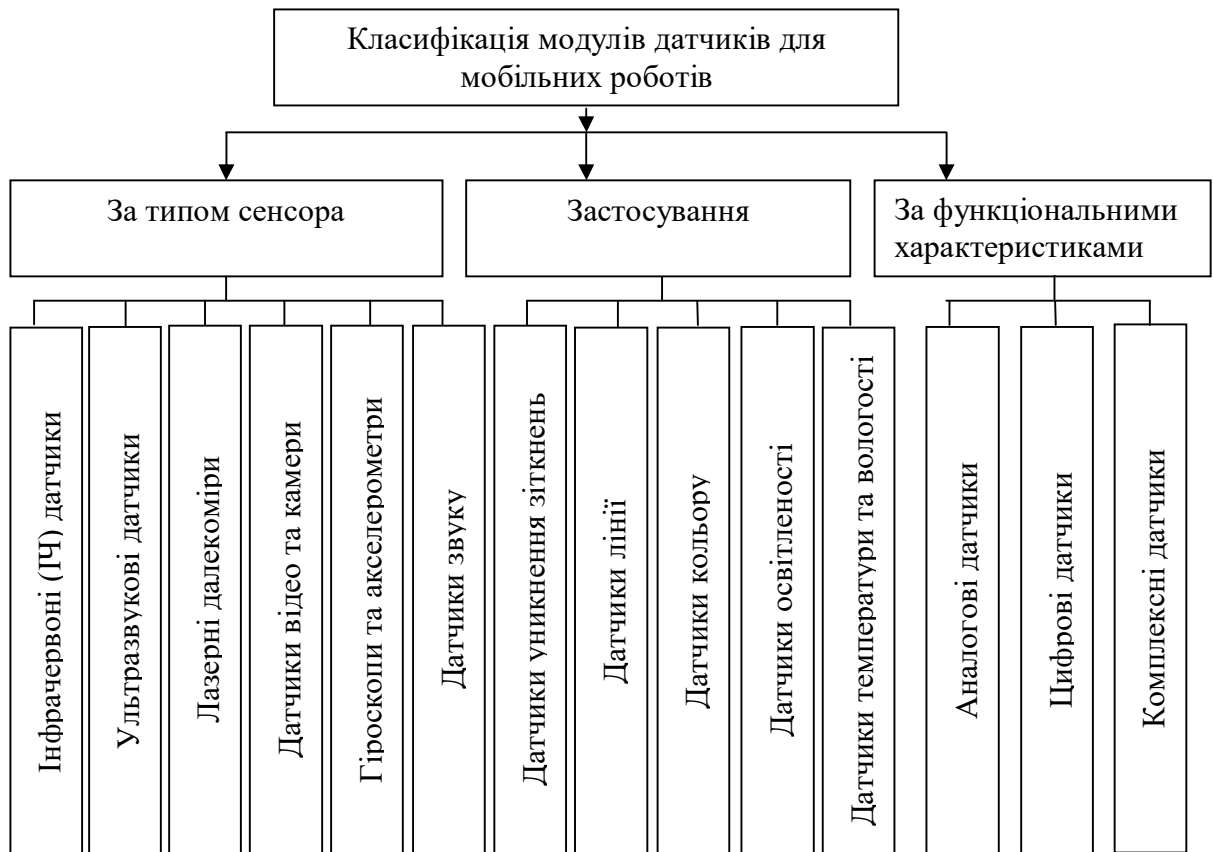 Класифікація модулів датчиків для
мобільних роботів
За типом сенсора
Застосування
За функціональними
характеристиками
Інфрачервоні (ІЧ) датчики
Ультразвукові датчики
Лазерні далекоміри
Датчики відео та камери
Гіроскопи та акселерометри
Датчики звуку
Датчики уникнення зіткнень
Датчики лінії
Датчики кольору
Датчики освітленості
Датчики температури та вологості
Аналогові датчики
Цифрові датчики
Комплексні датчики